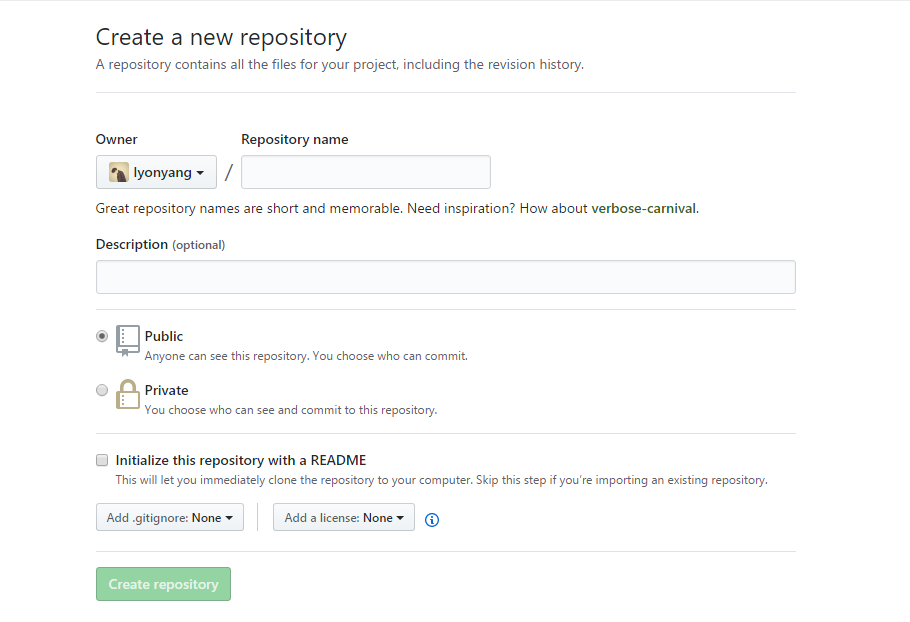 Create a new repository
A repository contains all the files for your project, including the revision history.
Owner Repository name
lyonyang /
Great repository names are short and memorable. Need inspiration? How about verbose-carnival.
Description (optional)
Public
Anyone can see this repository. You choose who can commit.
Private
You choose who can see and commit to this repository.
Initialize this repository with a README
This will let you immediately clone the repository to your computer. Skip this step if you’re importing an existing repository.
Add .gitignore: None Add a license: None
Create repository